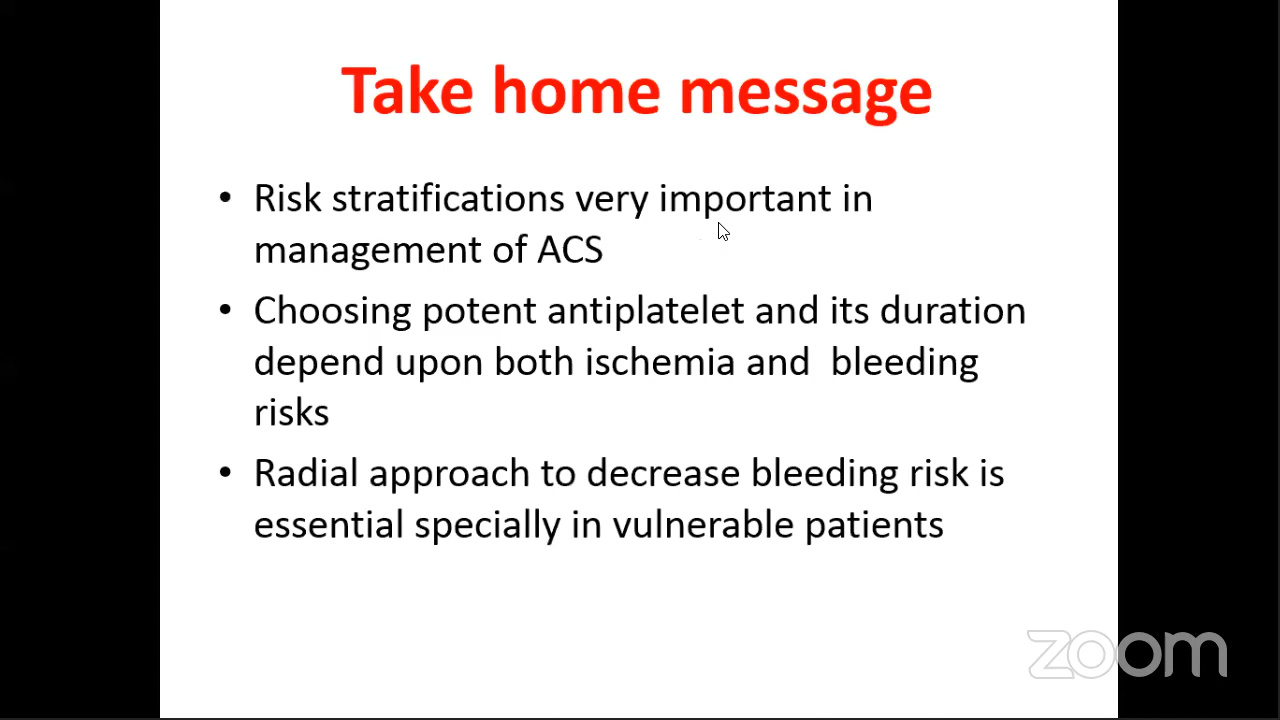 Take home message
• Risk stratifications very important in
management of ACS
• Choosing potent antiplatelet and its duration
depend upon both ischemia and  bleeding
risks
• Radial approach to decrease bleeding risk is
essential specially in vulnerable patients
zoom